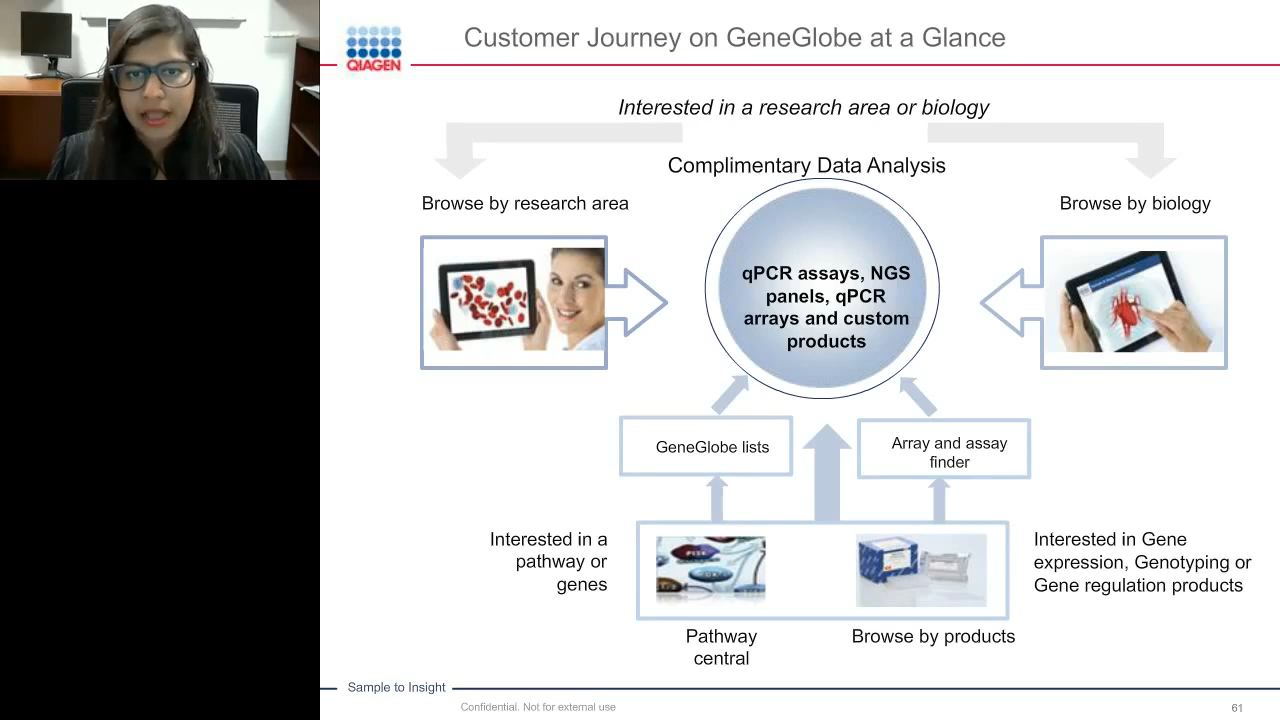 QIAGEN
Customer Journey on GeneGlobe at a Glance
Interested in a research area or biology
Complimentary Data Analysis
Browse by research area
Browse by biology
qPCR assays, NGS
panels, qPCR
arrays and custom
products
GeneGlobe lists
Array and assay
finder
Interested in a
pathway or
genes
Interested in Gene
expression, Genotyping or
Gene regulation products
Pathway
central
Browse by products
Sample to Insight
Confidential. Not for external use
61